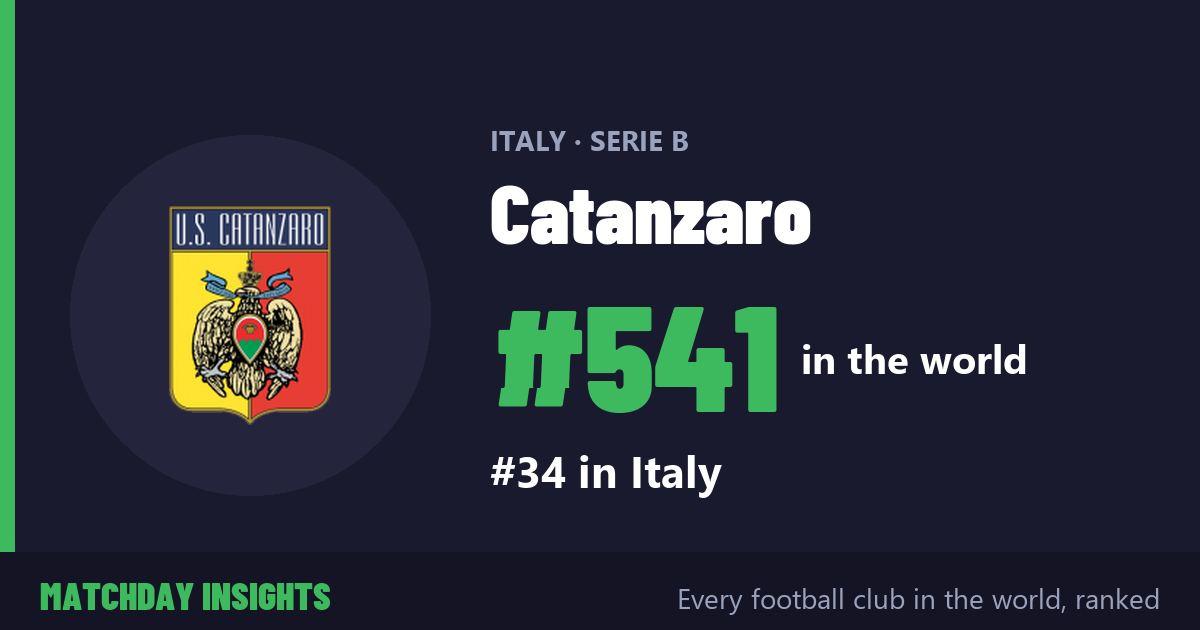 ITALY · SERIE B
U.S. CATANZARO
Catanzaro
#541 in the world
#34 in Italy
MATCHDAY INSIGHTS
Every football club in the world, ranked